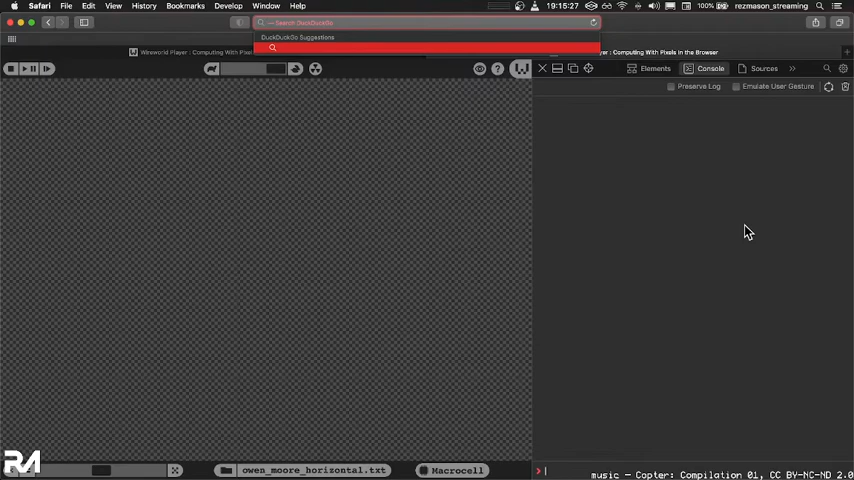 Safari File Edit View History Bookmarks Develop Window Help 100% rezmason_streaming 19:15:27
— Search DuckDuckGo
DuckDuckGo Suggestions
Wireworld Player : Computing With Pixel
Player : Computing With Pixels in the Browser
Elements Console Sources
Preserve Log Emulate User Gesture
owen_moore_horizontal.txt Macrocell
music – Copter: Compilation 01, CC BY-NC-ND 2.0